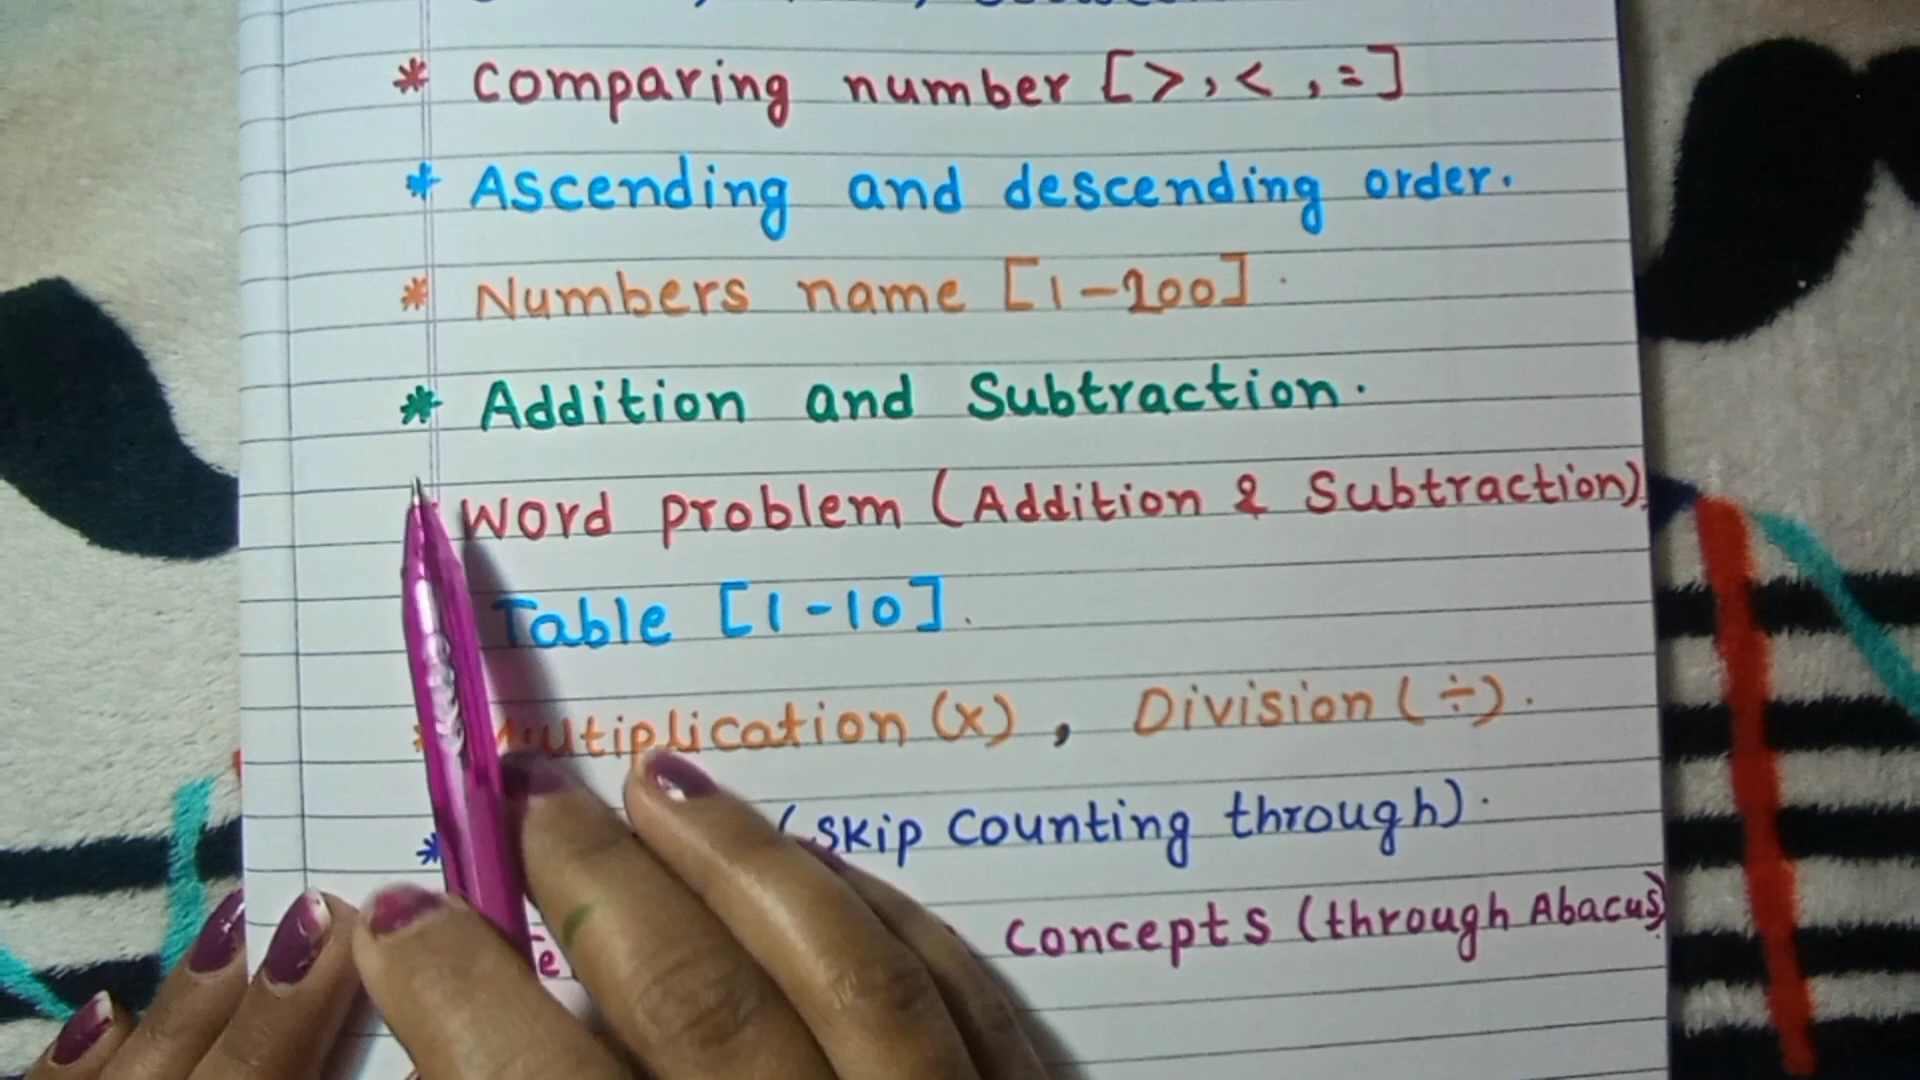 * Comparing number [>, <, =]
* Ascending and descending order.
* Numbers name [1-200].
* Addition and Subtraction.
Word problem (Addition & Subtraction).
Table [1-10].
* Multiplication (x), Division (÷).
* (skip counting through).
concepts (through Abacus).